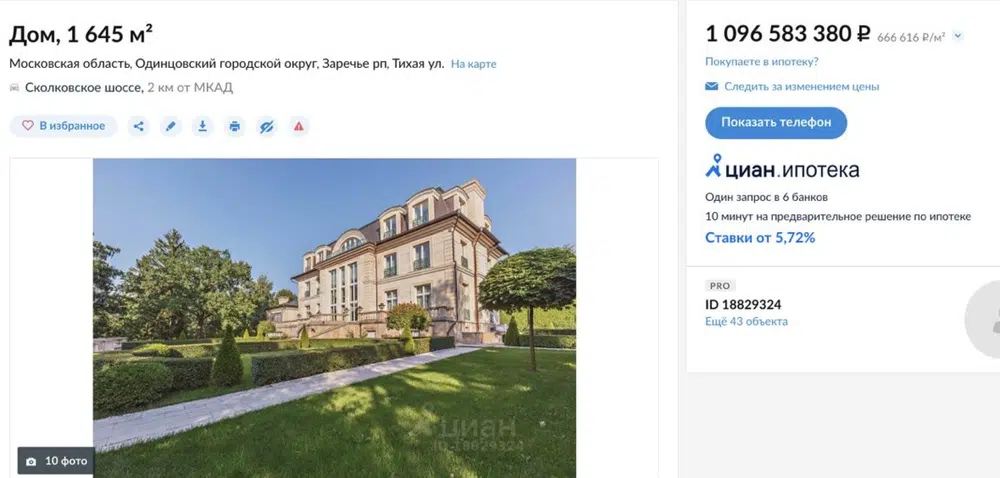 Дом, 1 645 м²
Московская область, Одинцовский городской округ, Заречье рп, Тихая ул. На карте
Сколковское шоссе, 2 км от МКАД
В избранное
циан
ID 18829324
10 фото
1 096 583 380 ₽ 666 616 ₽/м²
Покупаете в ипотеку?
Следить за изменением цены
Показать телефон
циан.ипотека
Один запрос в 6 банков
10 минут на предварительное решение по ипотеке
Ставки от 5,72%
PRO
ID 18829324
Ещё 43 объекта